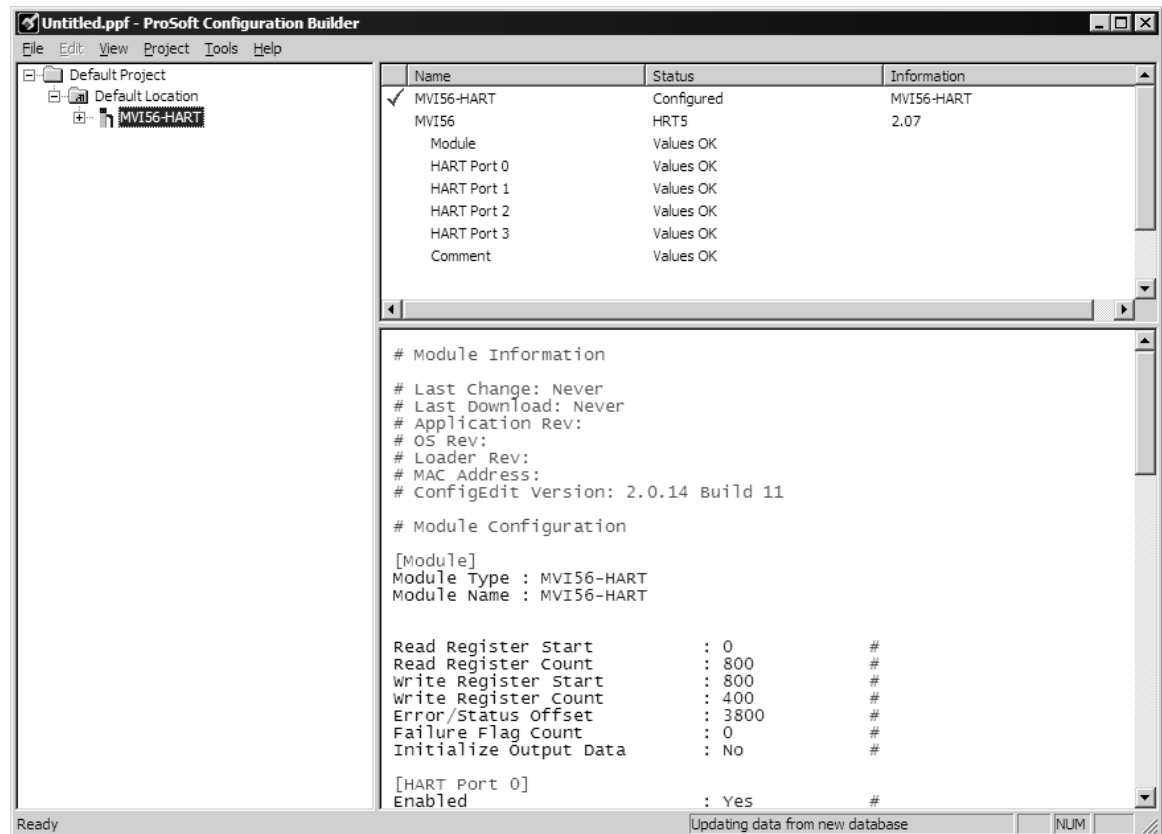 Untitled.ppf - ProSoft Configuration Builder
File Edit View Project Tools Help
Default Project
Default Location
MVI56-HART
Name Status Information
MVI56-HART Configured MVI56-HART
MVI56 HRT5 2.07
Module Values OK
HART Port 0 Values OK
HART Port 1 Values OK
HART Port 2 Values OK
HART Port 3 Values OK
Comment Values OK
# Module Information
# Last Change: Never
# Last Download: Never
# Application Rev:
# OS Rev:
# Loader Rev:
# MAC Address:
# ConfigEdit Version: 2.0.14 Build 11
# Module Configuration
[Module]
Module Type : MVI56-HART
Module Name : MVI56-HART
Read Register Start : 0 #
Read Register Count : 800 #
Write Register Start : 800 #
Write Register Count : 400 #
Error/Status Offset : 3800 #
Failure Flag Count : 0 #
Initialize Output Data : No #
[HART Port 0]
Enabled : Yes #
Ready Updating data from new database NUM